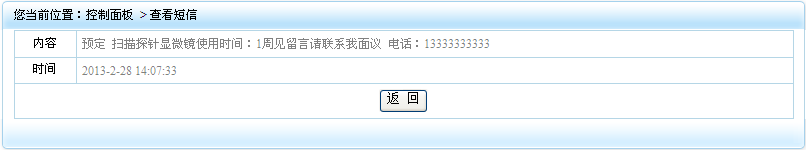 您当前位置：控制面板 > 查看短信
内容 预定 扫描探针显微镜使用时间：1周见留言请联系我面议 电话：13333333333
时间 2013-2-28 14:07:33
返 回